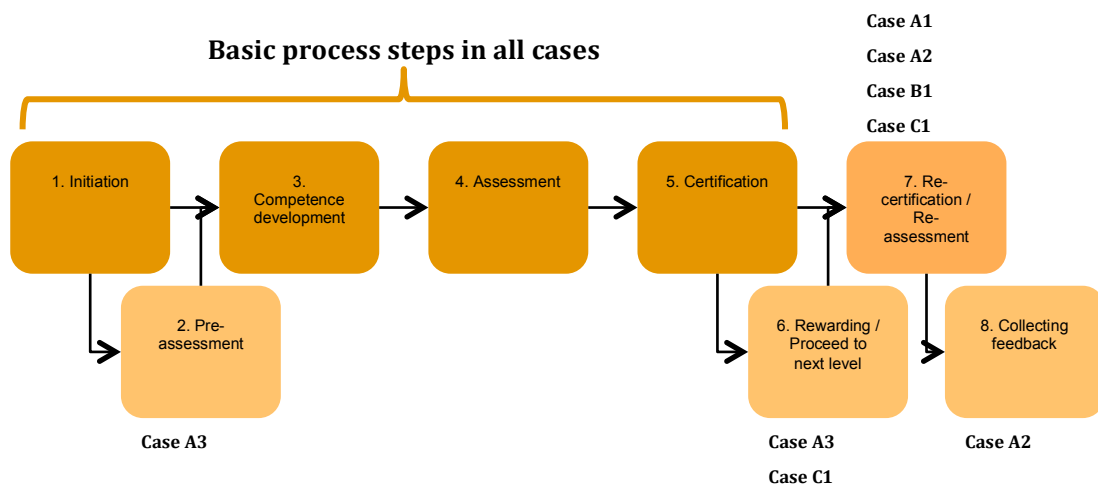 Case A1
Case A2
Case B1
Case C1
Basic process steps in all cases
1. Initiation
3.
Competence
development
4. Assessment
5. Certification
7. Re-
certification /
Re-
assessment
2. Pre-
assessment
6. Rewarding /
Proceed to
next level
8. Collecting
feedback
Case A3
Case A3
Case C1
Case A2